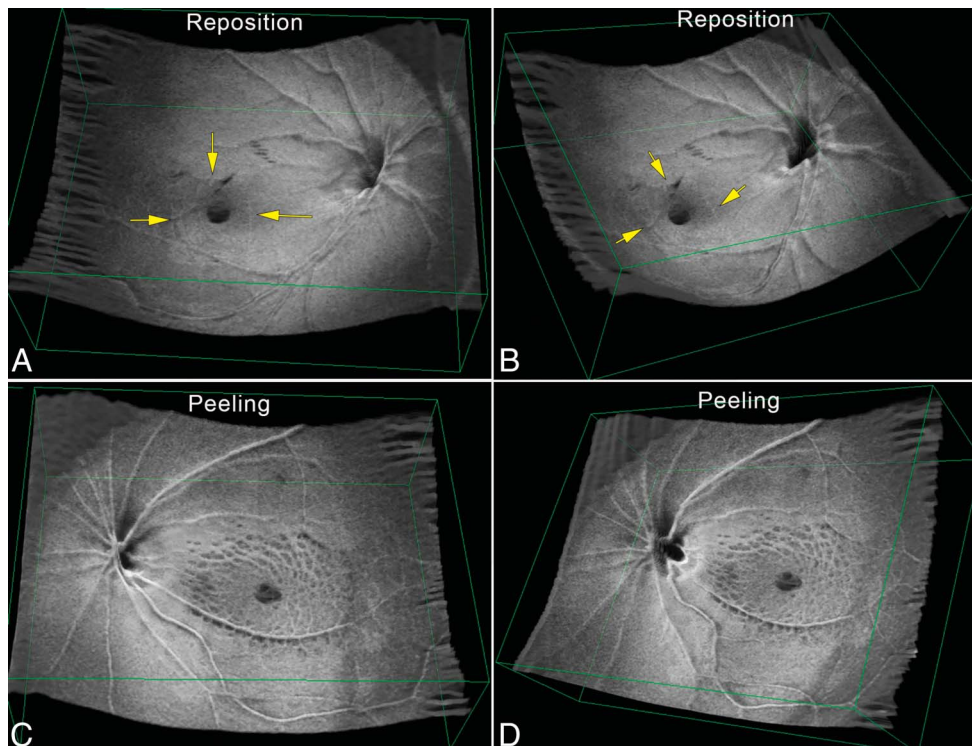 Reposition
A
Reposition
B
Peeling
C
Peeling
D